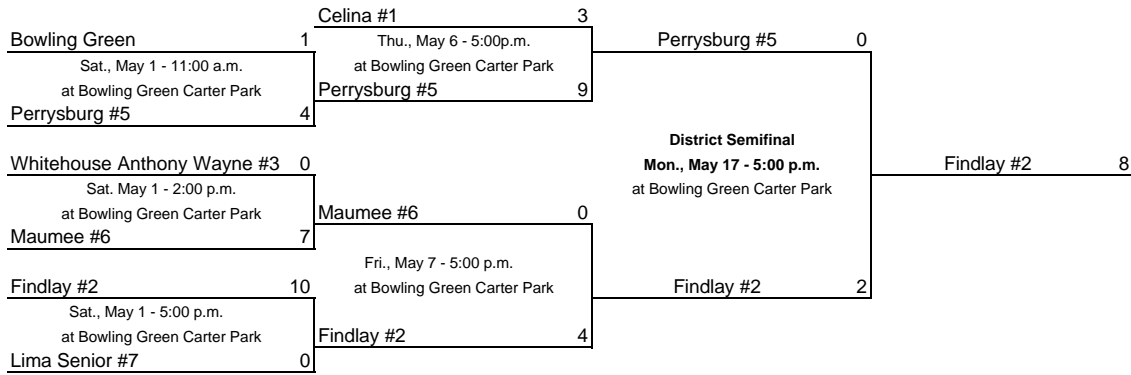 Celina #1 3
Bowling Green 1
Thu., May 6 - 5:00p.m.
Perrysburg #5 0
Sat., May 1 - 11:00 a.m.
at Bowling Green Carter Park
at Bowling Green Carter Park
Perrysburg #5 9
Perrysburg #5 4
District Semifinal
Whitehouse Anthony Wayne #3 0
Mon., May 17 - 5:00 p.m.
Findlay #2 8
Sat. May 1 - 2:00 p.m.
at Bowling Green Carter Park
at Bowling Green Carter Park
Maumee #6 0
Maumee #6 7
Fri., May 7 - 5:00 p.m.
Findlay #2 10
at Bowling Green Carter Park
Findlay #2 2
Sat., May 1 - 5:00 p.m.
at Bowling Green Carter Park
Findlay #2 4
Lima Senior #7 0